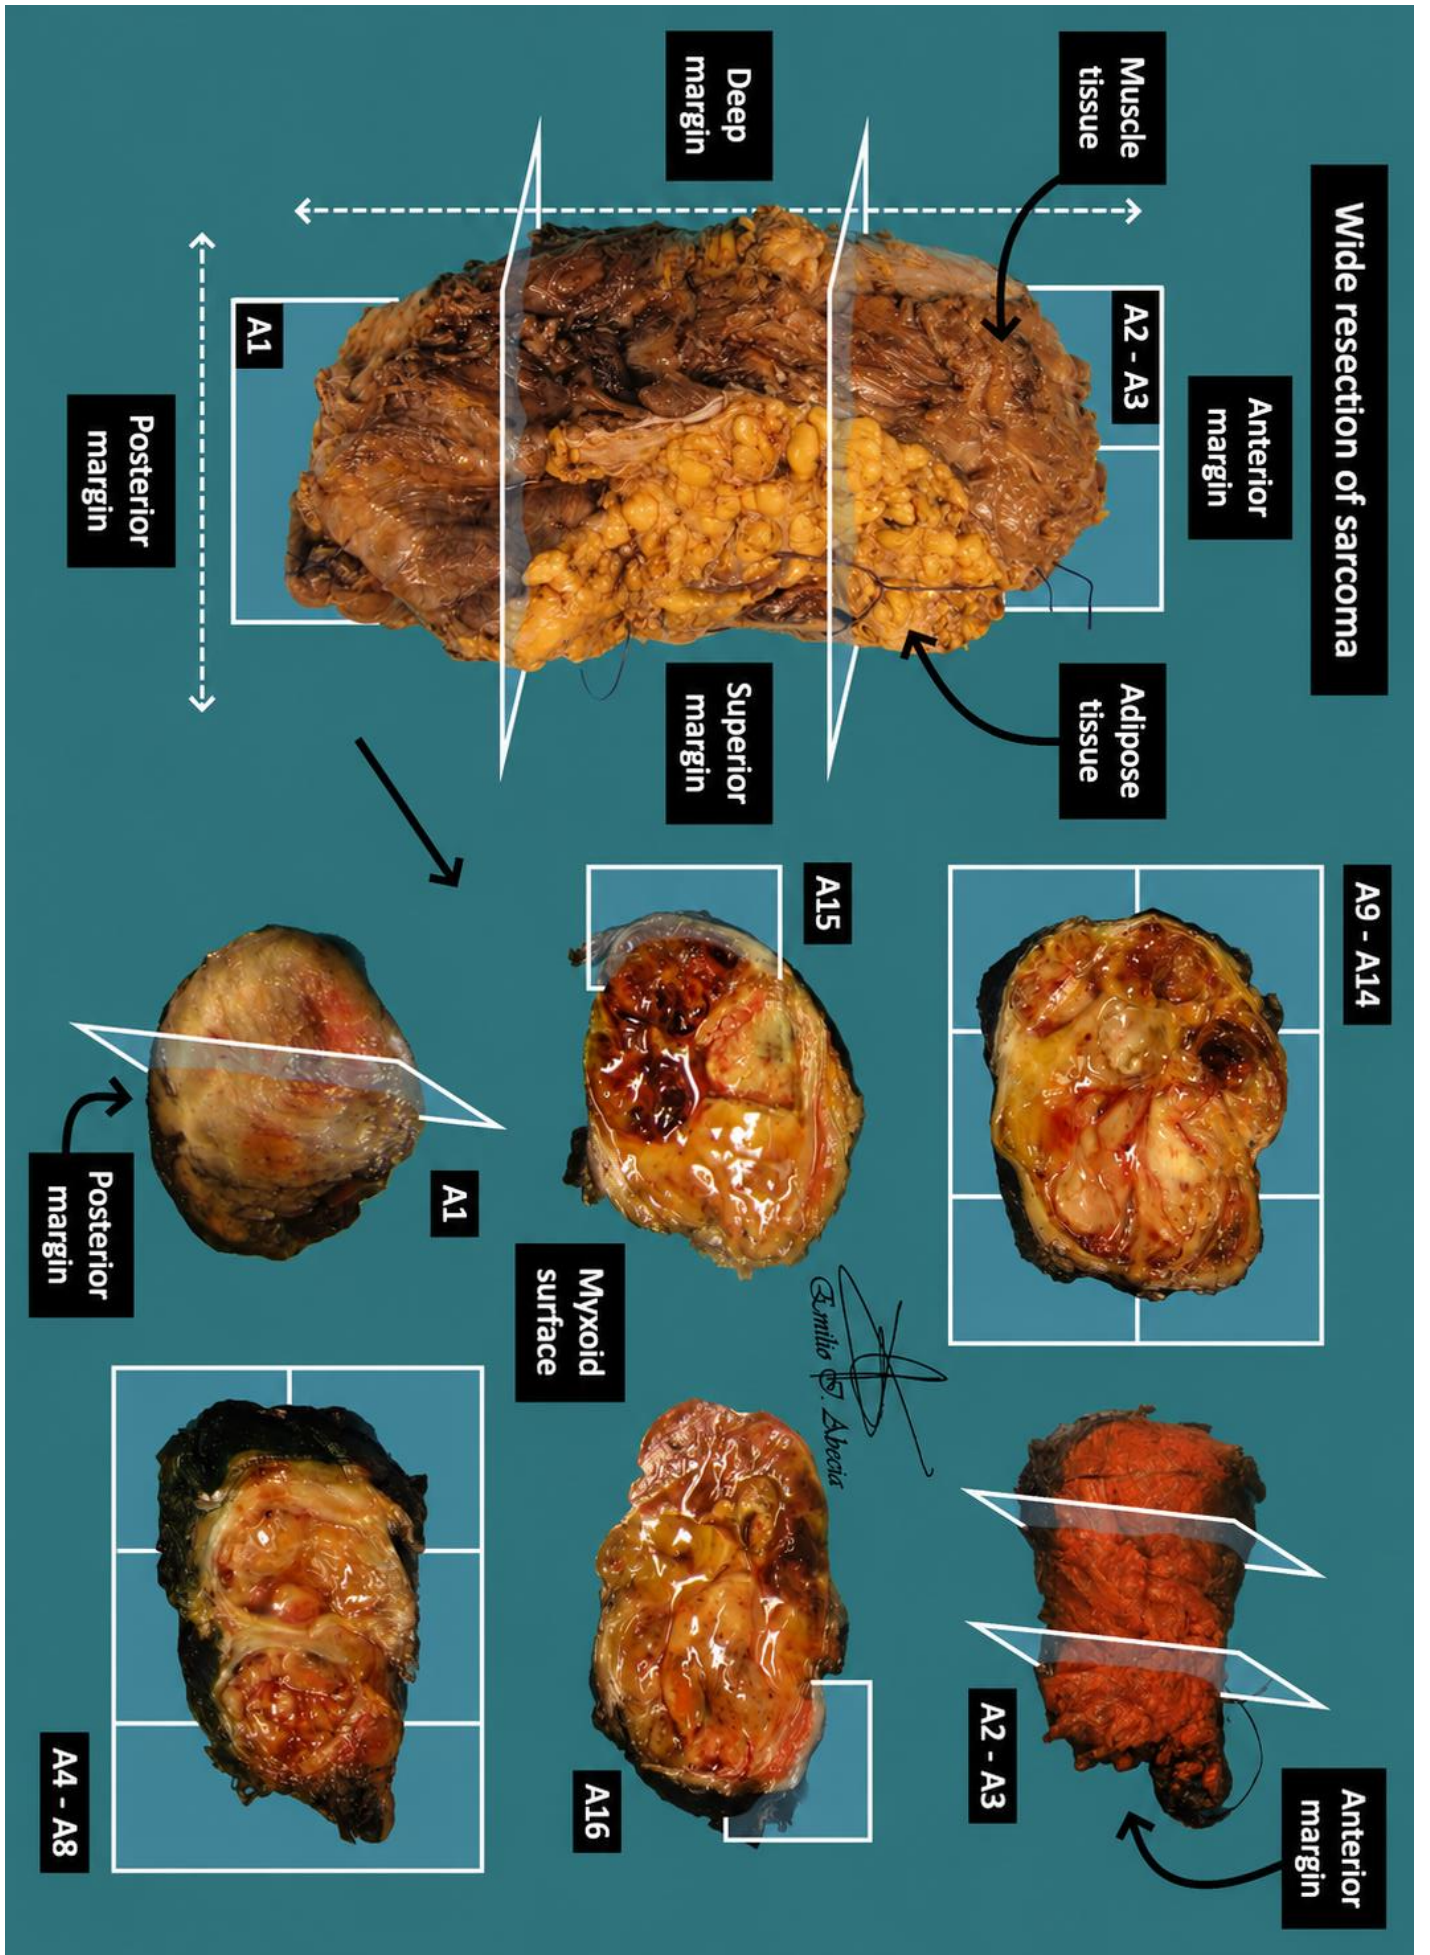 Wide resection of sarcoma
Muscle
tissue
Deep
margin
A2 - A3
Anterior
margin
A1
Posterior
margin
Adipose
tissue
Superior
margin
A9 - A14
A15
A1
Posterior
margin
Myxoid
surface
Emilio J. Abecia
A2 - A3
Anterior
margin
A16
A4 - A8